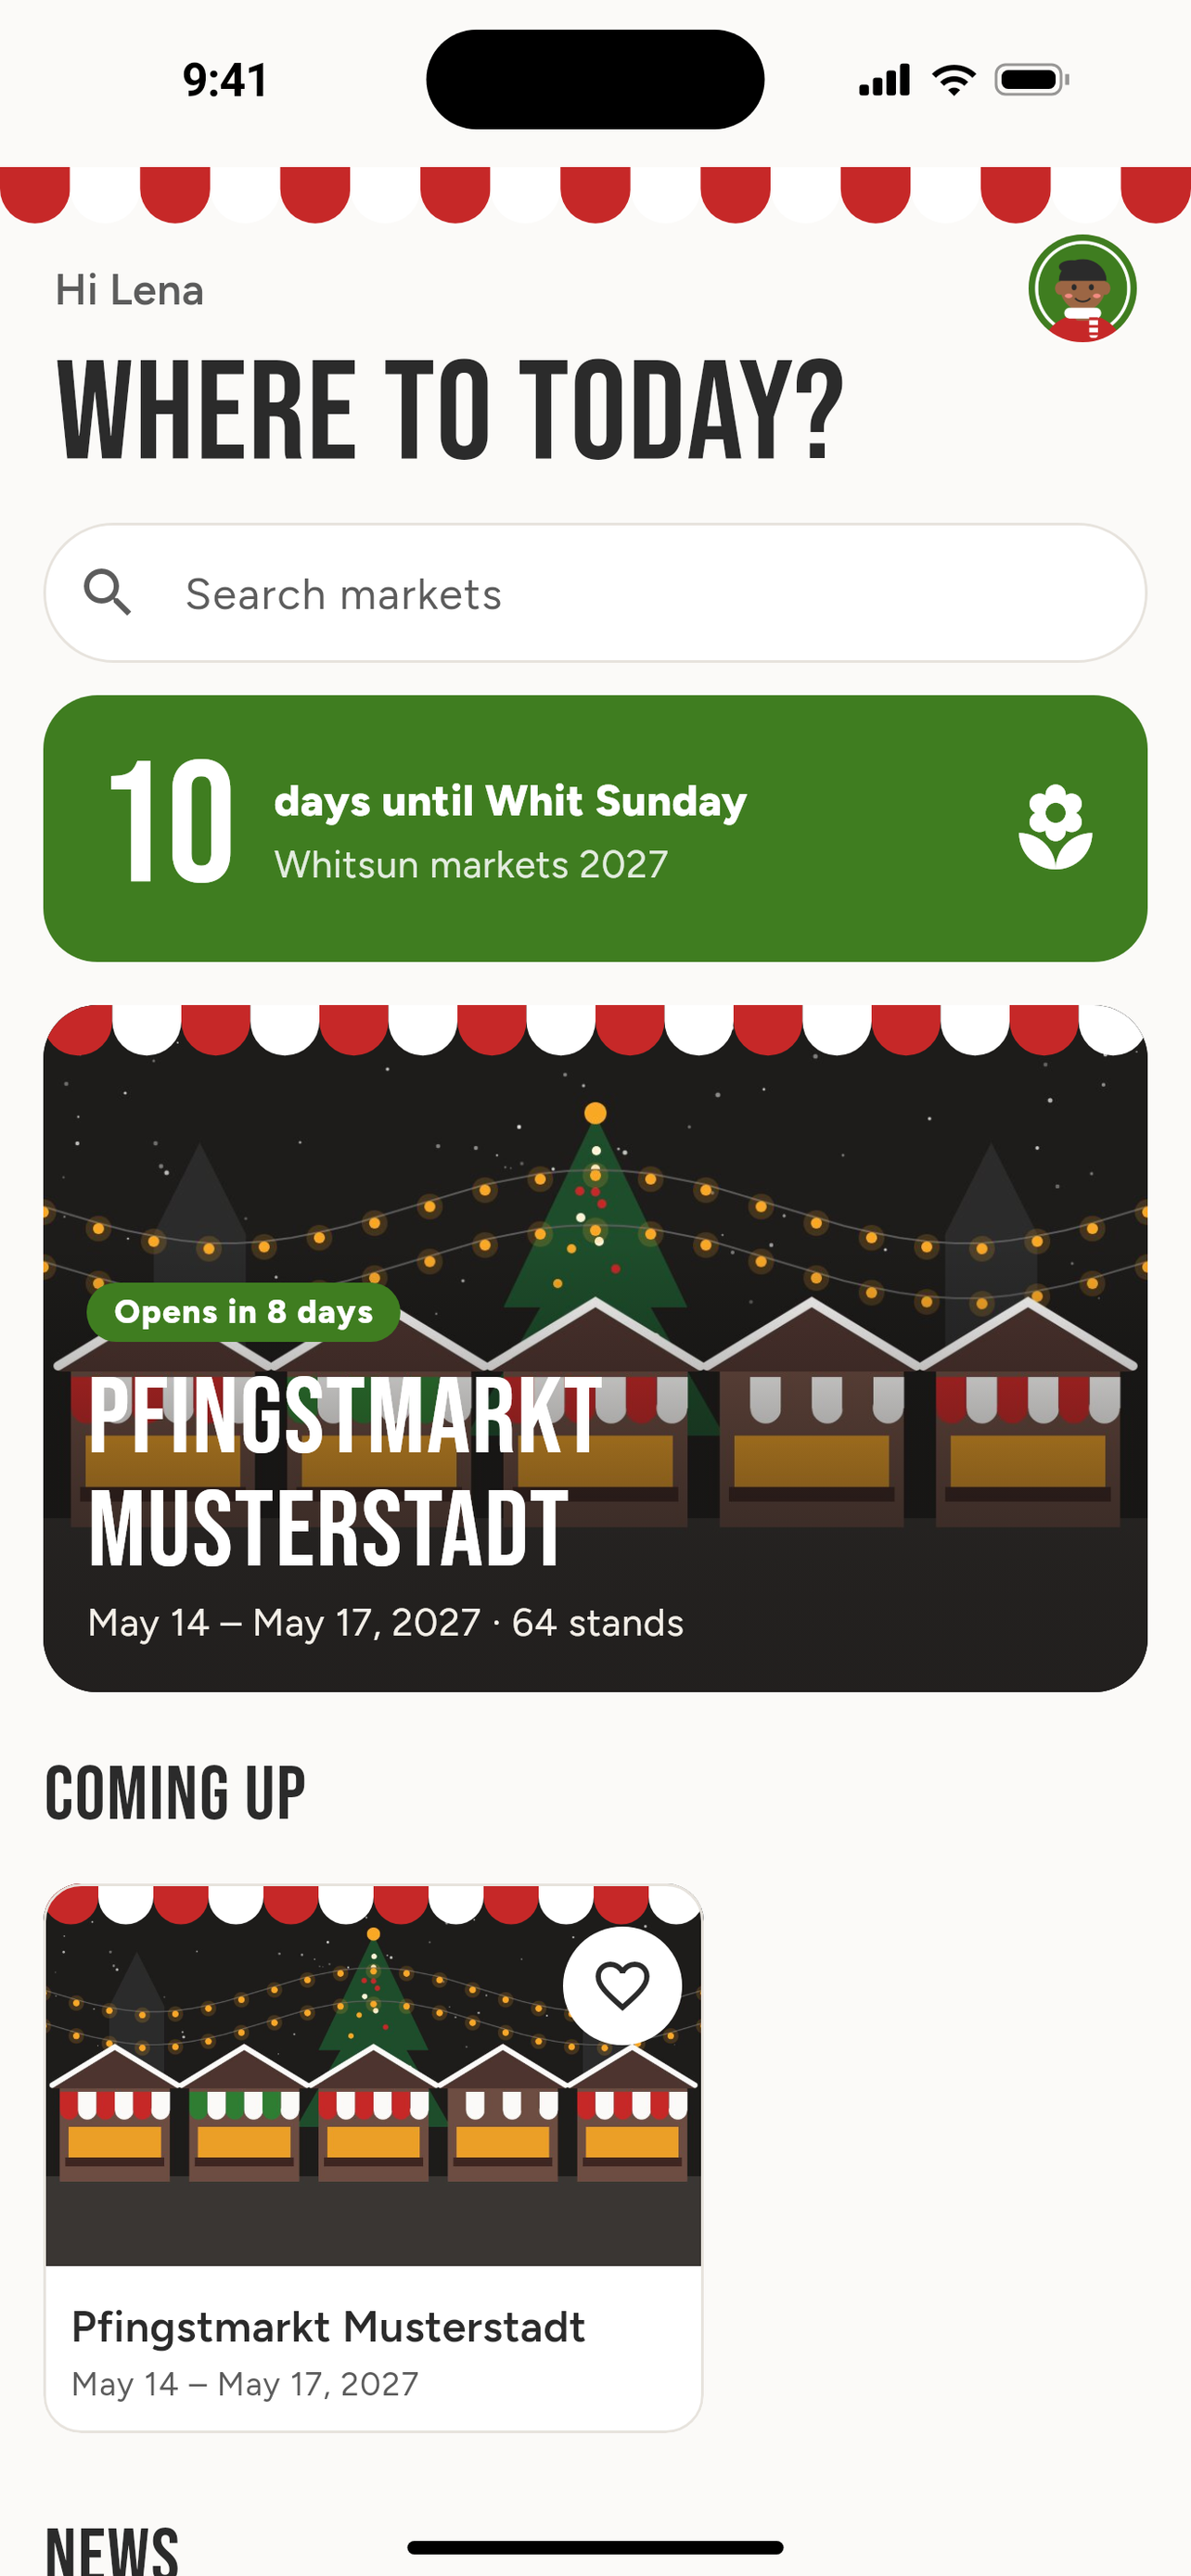 9:41
Hi Lena
WHERE TO TODAY?
Search markets
10
days until Whit Sunday
Whitsun markets 2027
Opens in 8 days
PFINGSTMARKT
MUSTERSTADT
May 14 – May 17, 2027 · 64 stands
COMING UP
Pfingstmarkt Musterstadt
May 14 – May 17, 2027
NEWS